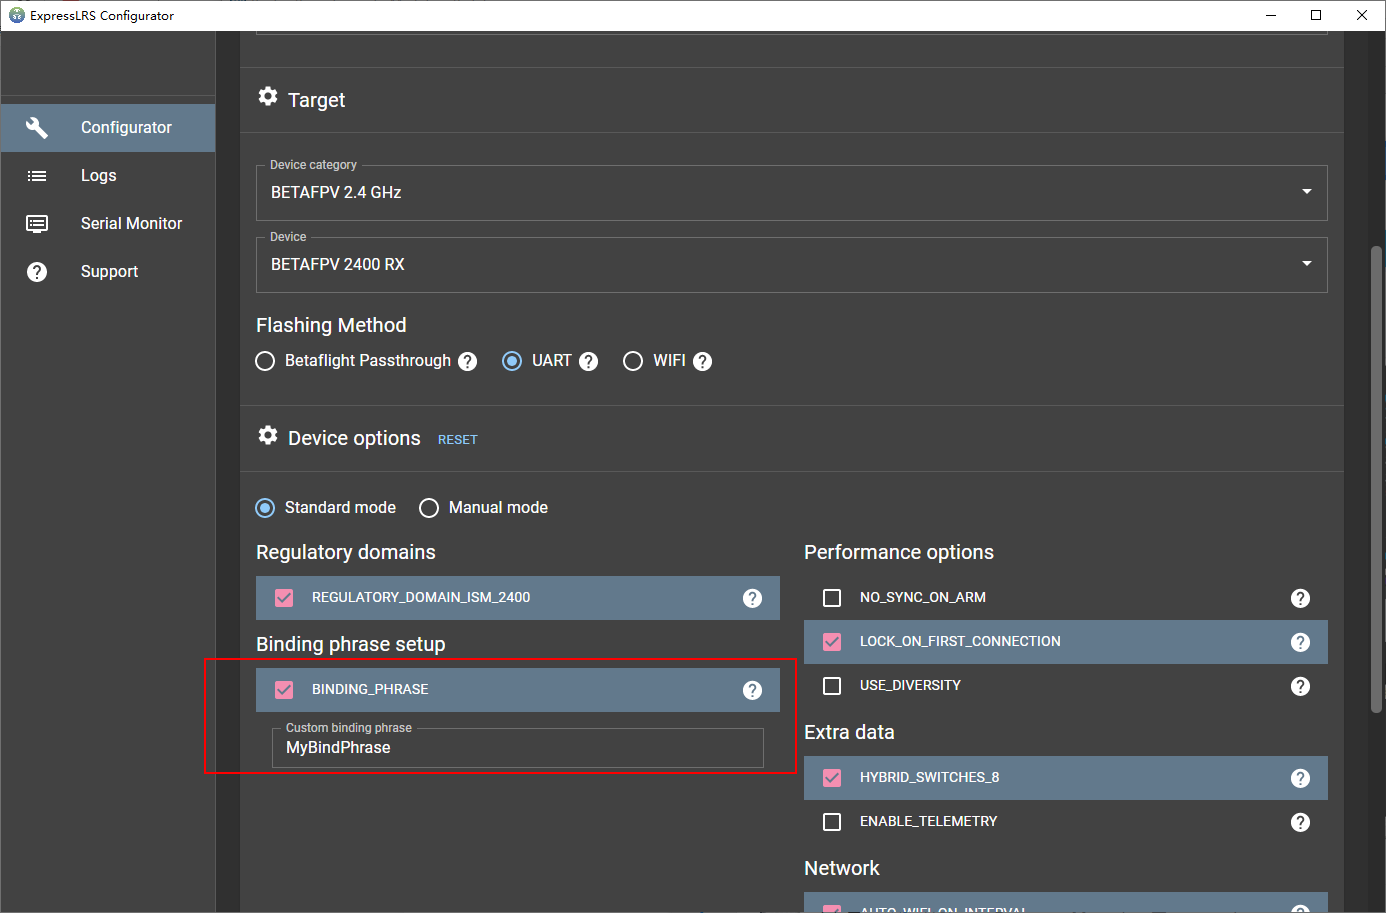 ExpressLRS Configurator
Configurator
Logs
Serial Monitor
Support
Target
Device category
BETAFPV 2.4 GHz
Device
BETAFPV 2400 RX
Flashing Method
Betaflight Passthrough ? UART ? WIFI ?
Device options RESET
Standard mode Manual mode
Regulatory domains
REGULATORY_DOMAIN_ISM_2400 ?
Binding phrase setup
BINDING_PHRASE ?
Custom binding phrase
MyBindPhrase
Performance options
NO_SYNC_ON_ARM ?
LOCK_ON_FIRST_CONNECTION ?
USE_DIVERSITY ?
Extra data
HYBRID_SWITCHES_8 ?
ENABLE_TELEMETRY ?
Network
AUTO_WIFI_ON_INTERVAL